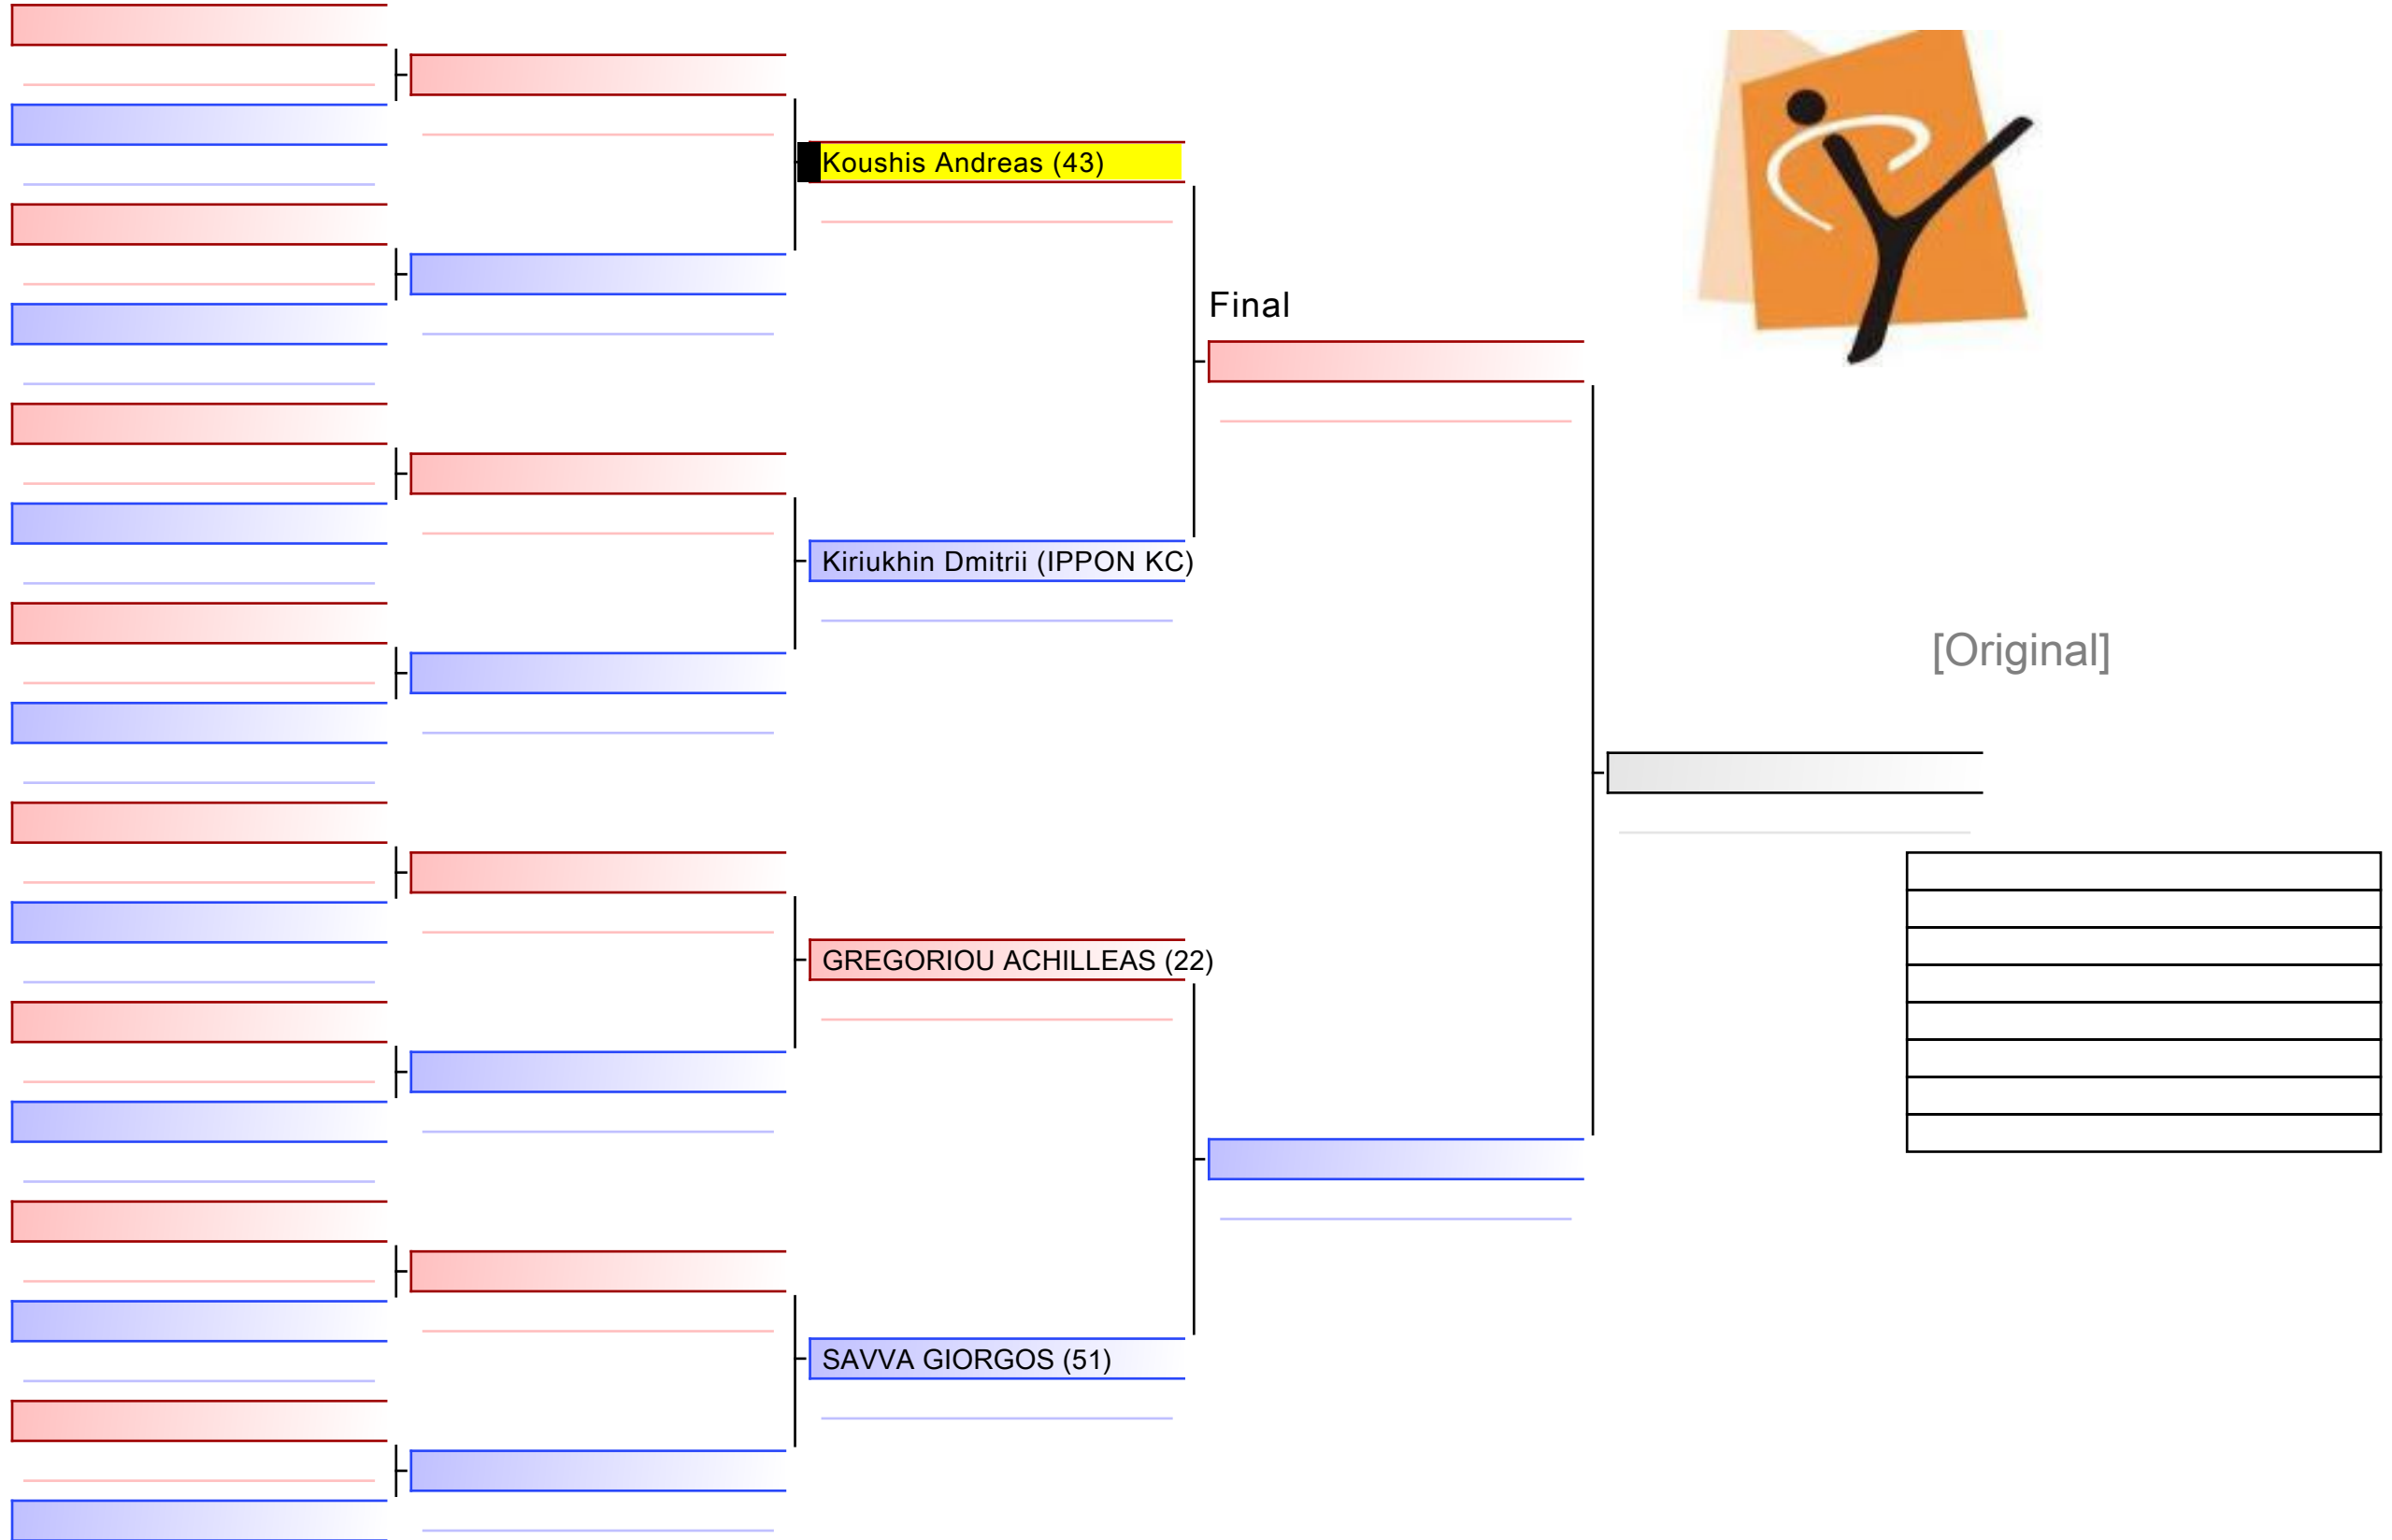 Koushis Andreas (43)
Final
Kiriukhin Dmitrii (IPPON KC)
[Original]
GREGORIOU ACHILLEAS (22)
SAVVA GIORGOS (51)